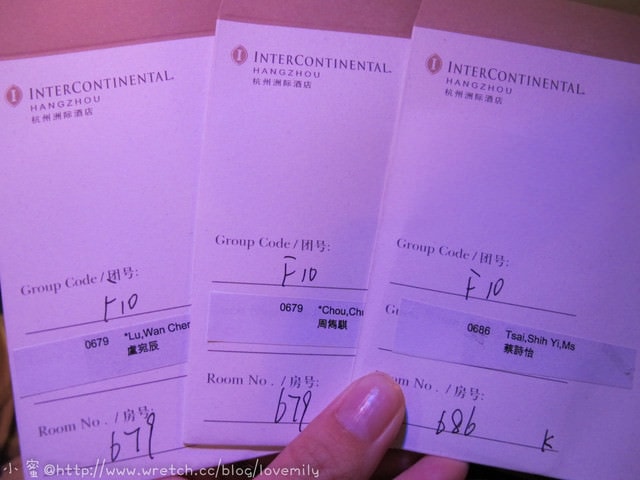 INTERCONTINENTAL.
HANGZHOU
杭州洲际酒店
Group Code / 团号:
F10
0679 *Lu,Wan Chen
盧宛辰
Room No. / 房号:
679
INTERCONTINENTAL.
HANGZHOU
杭州洲际酒店
Group Code / 团号:
F10
0679 *Chou,Ch
周雋騏
Room No. / 房号:
679
INTERCONTINENTAL.
HANGZHOU
杭州洲际酒店
Group Code / 团号:
F10
0686 Tsai,Shih Yi,Ms
蔡詩怡
No. / 房号:
686 K
小蜜@http://www.wretch.cc/blog/lovemily